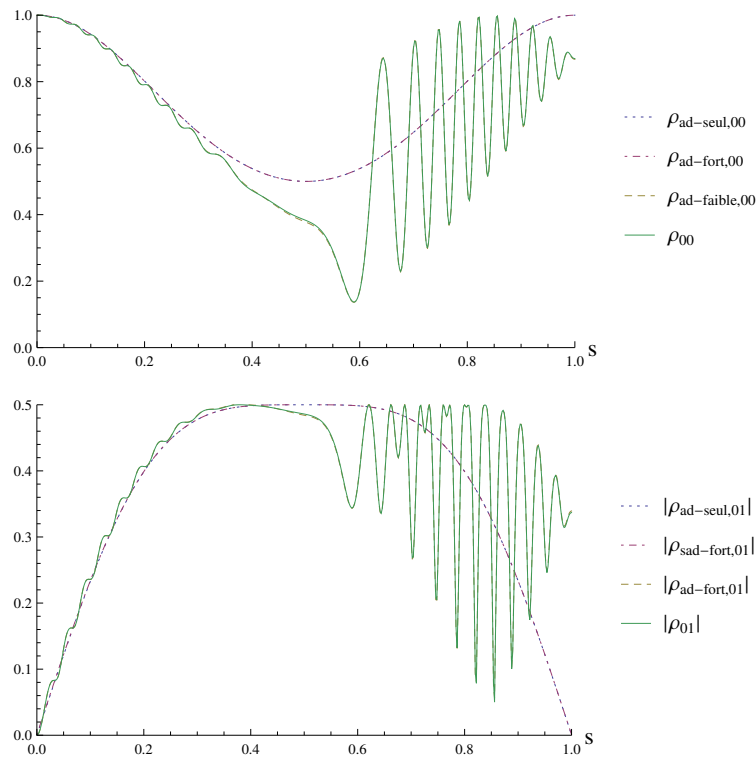 1.0
0.8
0.6
0.4
0.2
0.0
0.0 0.2 0.4 0.6 0.8 1.0 s
ρad−seul,00
ρad−fort,00
ρad−faible,00
ρ00
0.5
0.4
0.3
0.2
0.1
0.0
0.0 0.2 0.4 0.6 0.8 1.0 s
|ρad−seul,01|
|ρsad−fort,01|
|ρad−fort,01|
|ρ01|